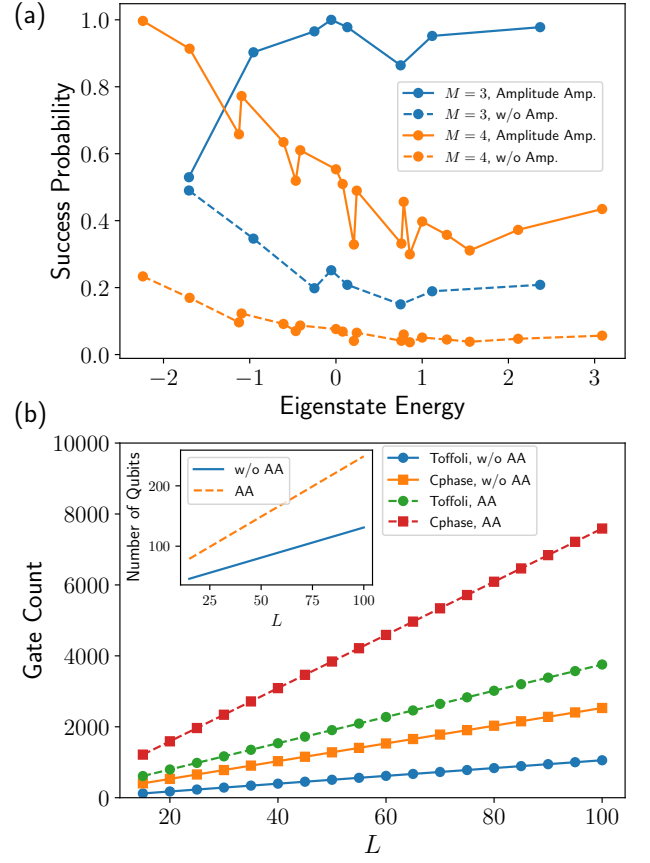 (a)
Success Probability
1.0
0.8
0.6
0.4
0.2
0.0
M = 3, Amplitude Amp.
M = 3, w/o Amp.
M = 4, Amplitude Amp.
M = 4, w/o Amp.
−2 −1 0 1 2 3
Eigenstate Energy
(b)
Gate Count
10000
8000
6000
4000
2000
0
Number of Qubits
200
100
w/o AA
AA
25 50 75 100
L
Toffoli, w/o AA
Cphase, w/o AA
Toffoli, AA
Cphase, AA
20 40 60 80 100
L